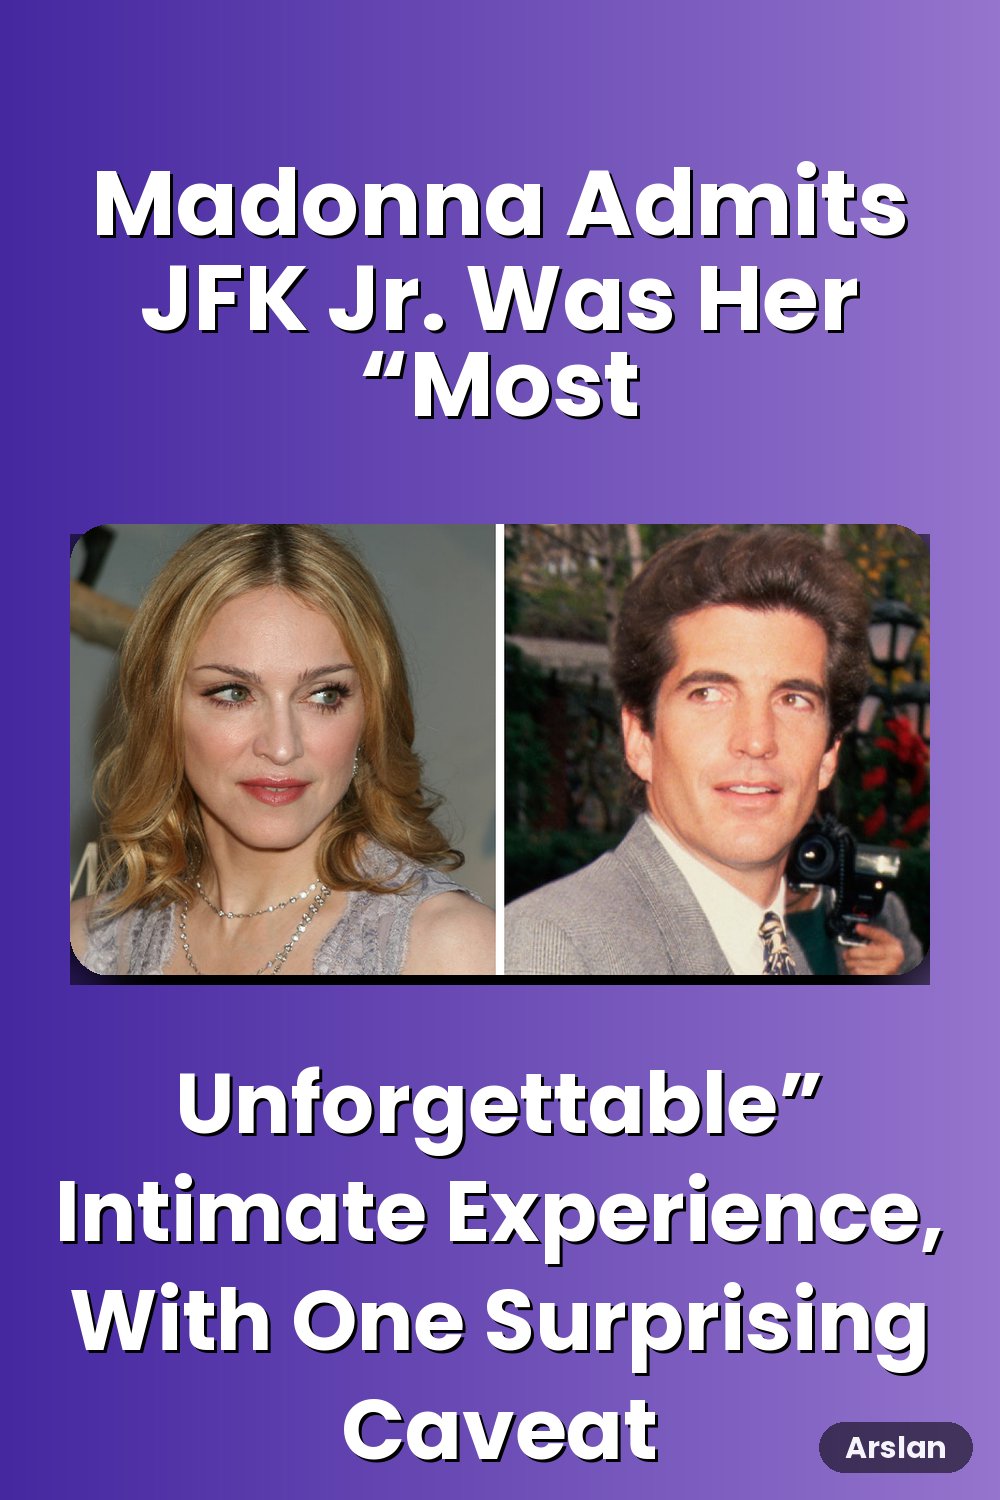 Madonna Admits
JFK Jr. Was Her
“Most
Unforgettable”
Intimate Experience,
With One Surprising
Caveat
Arslan